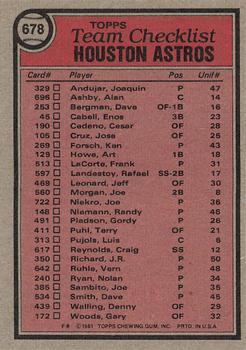 678
TOPPS
Team Checklist
HOUSTON ASTROS
Card# Player Pos Unif#
329 Andujar, Joaquin P 47
696 Ashby, Alan C 14
253 Bergman, Dave OF-1B 16
45 Cabell, Enos 3B 23
190 Cedeno, Cesar OF 28
105 Cruz, Jose OF 25
269 Forsch, Ken P 43
129 Howe, Art 1B 18
513 LaCorte, Frank P 31
597 Landestoy, Rafael SS-2B 17
469 Leonard, Jeff OF 30
560 Morgan, Joe 2B 8
722 Niekro, Joe P 36
148 Niemann, Randy P 46
491 Pladson, Gordy P 25
411 Puhl, Terry OF 21
313 Pujols, Luis C 6
617 Reynolds, Craig SS 12
350 Richard, J.R. P 50
642 Ruhle, Vern P 48
240 Ryan, Nolan P 34
385 Sambito, Joe P 35
534 Smith, Dave P 45
439 Walling, Denny OF 29
172 Woods, Gary OF 32
F* © 1981 TOPPS CHEWING GUM, INC. PRTD. IN U.S.A.